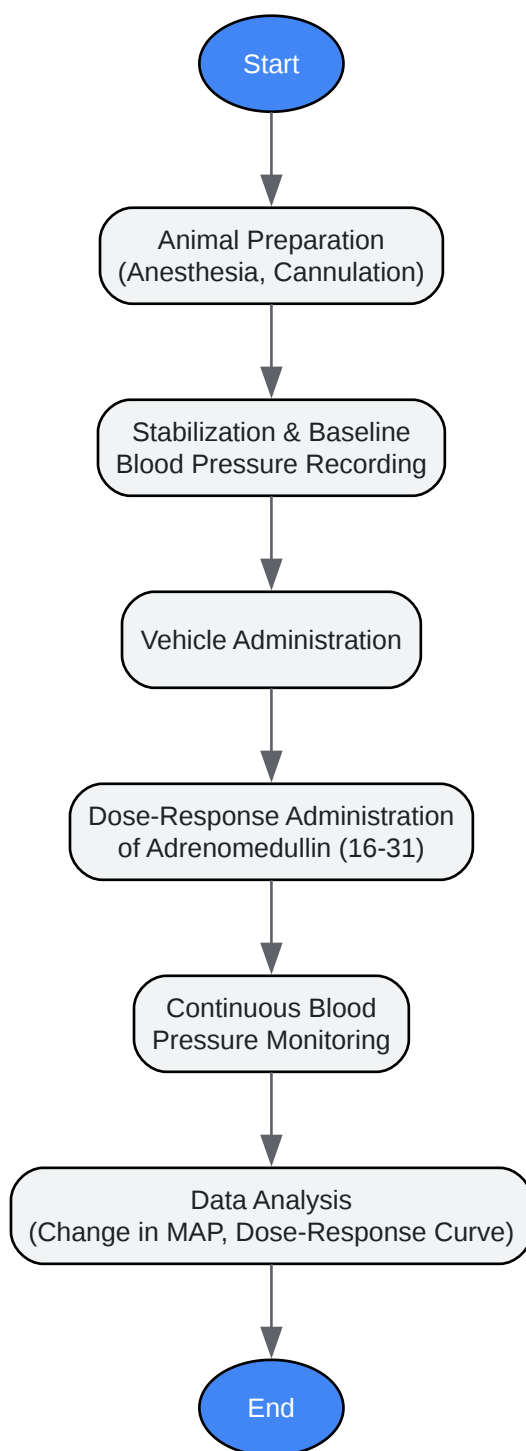 Start
Animal Preparation
(Anesthesia, Cannulation)
Stabilization & Baseline
Blood Pressure Recording
Vehicle Administration
Dose-Response Administration
of Adrenomedullin (16-31)
Continuous Blood
Pressure Monitoring
Data Analysis
(Change in MAP, Dose-Response Curve)
End